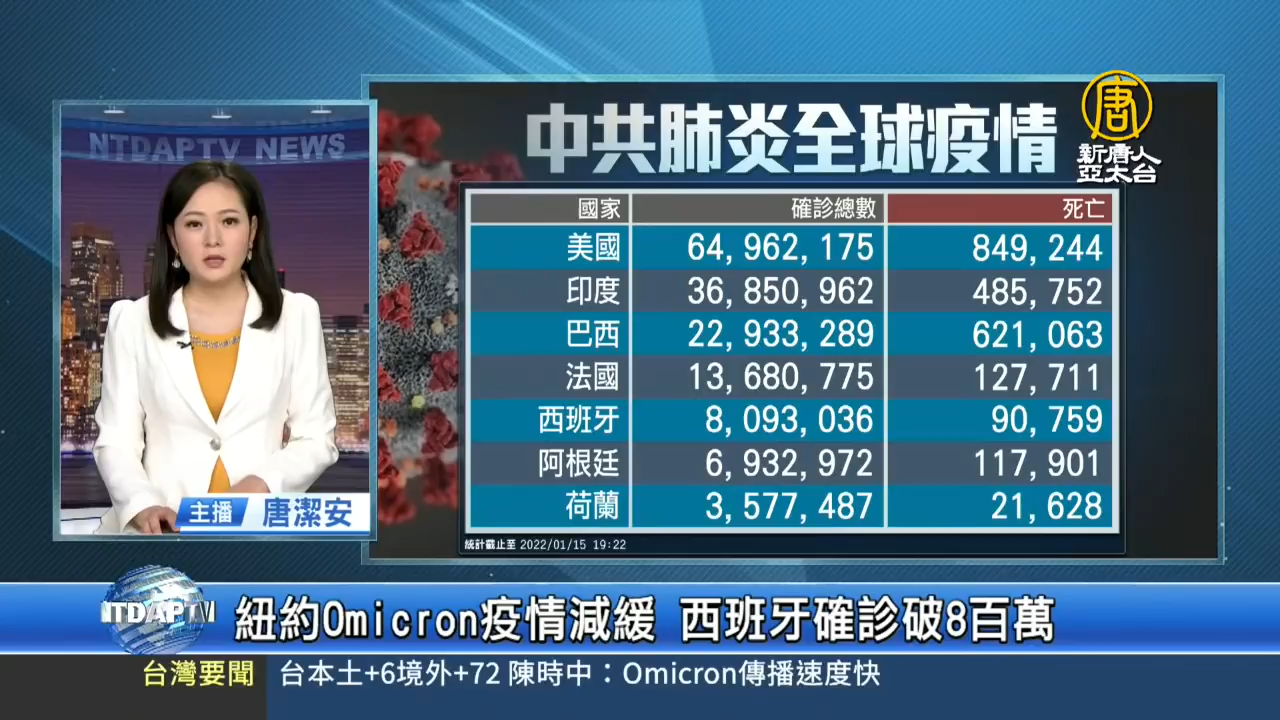 NTDAPTV NEWS
中共肺炎全球疫情
唐
新唐人
亞太台
國家 確診總數 死亡
美國 64,962,175 849,244
印度 36,850,962 485,752
巴西 22,933,289 621,063
法國 13,680,775 127,711
西班牙 8,093,036 90,759
阿根廷 6,932,972 117,901
荷蘭 3,577,487 21,628
統計截止至 2022/01/15 19:22
主播 唐潔安
NTDAPTV
紐約Omicron疫情減緩 西班牙確診破8百萬
台灣要聞 台本土+6境外+72 陳時中：Omicron傳播速度快